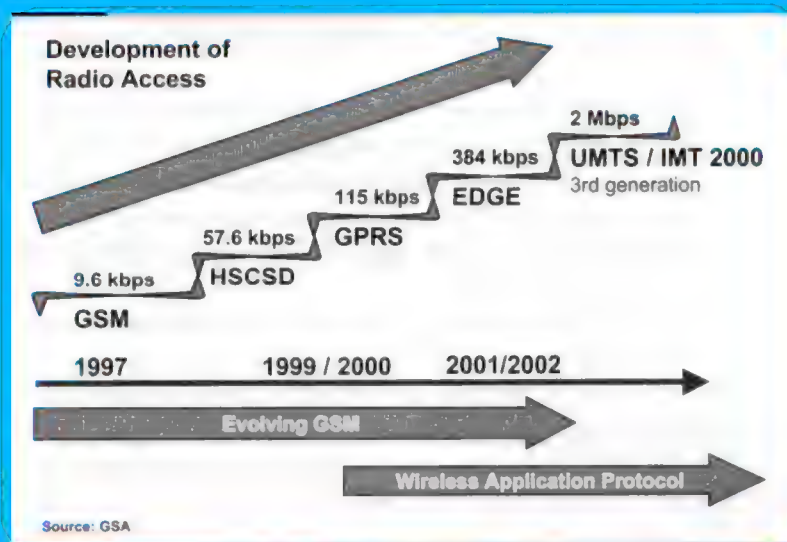 Development of
Radio Access
2 Mbps
UMTS / IMT 2000
3rd generation
384 kbps
EDGE
115 kbps
GPRS
57.6 kbps
HSCSD
9.6 kbps
GSM
1997 1999 / 2000 2001/2002
Evolving GSM
Wireless Application Protocol
Source: GSA